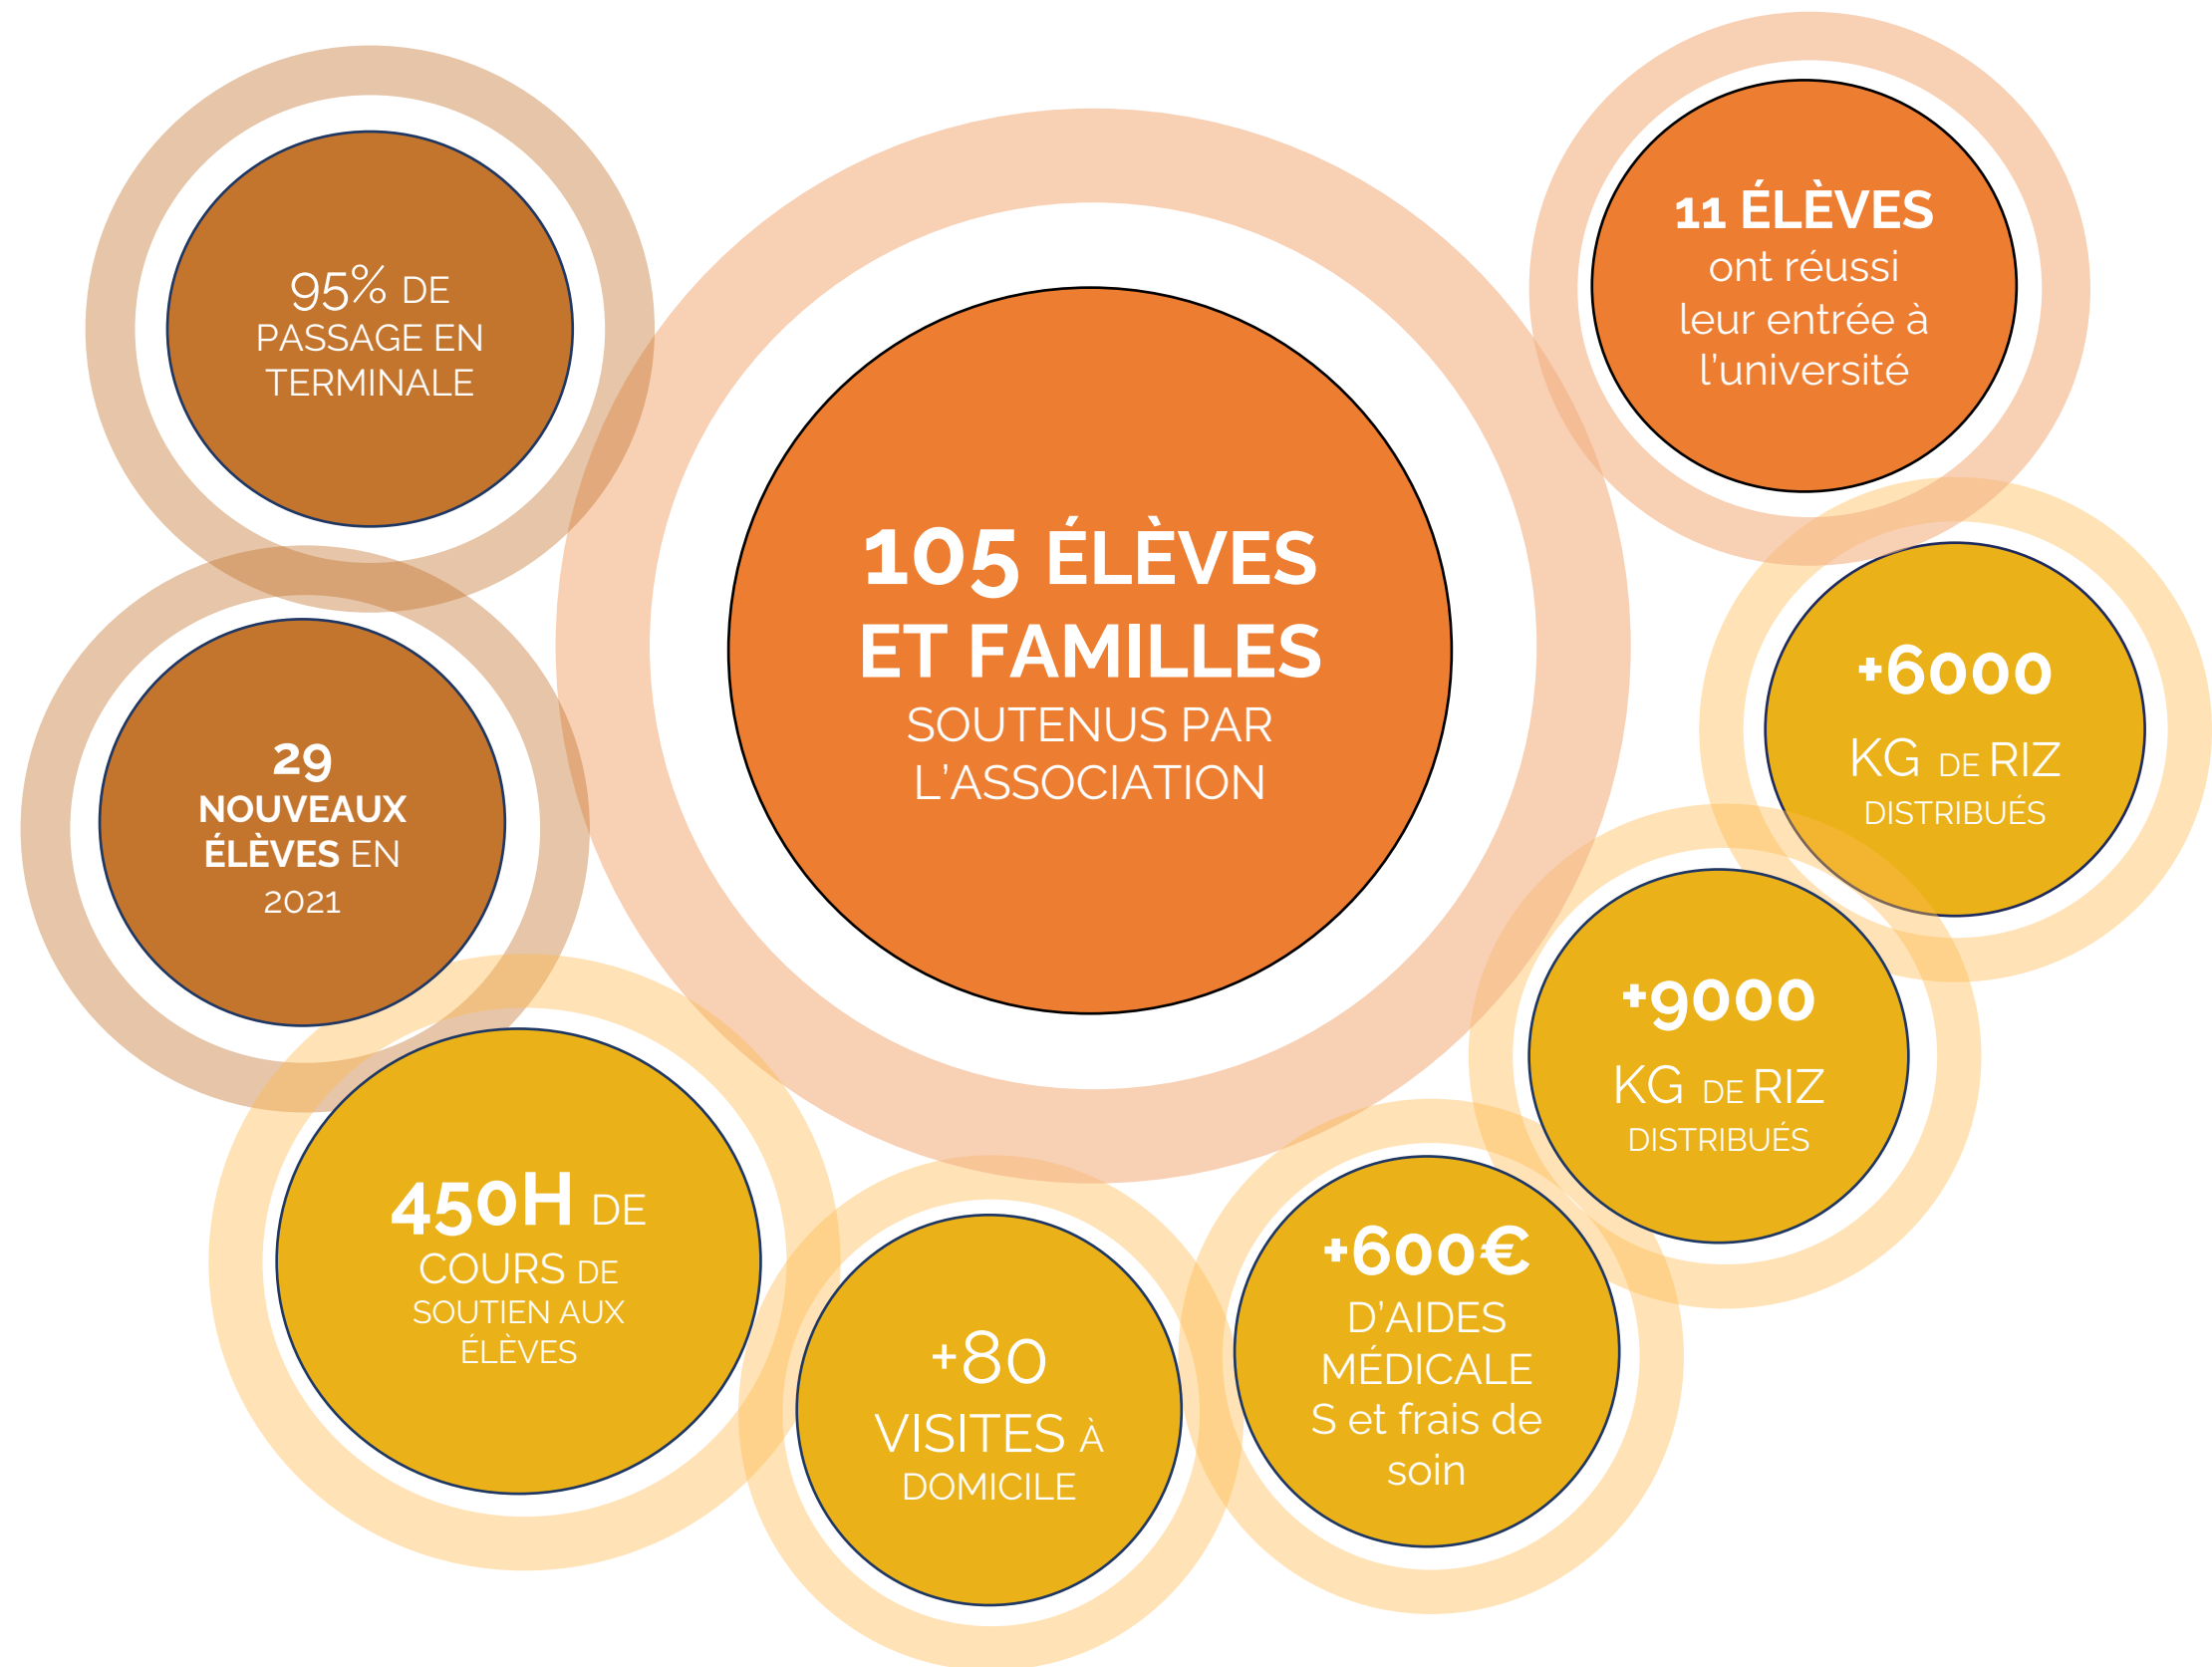 95% DE
PASSAGE EN
TERMINALE
11 ÉLÈVES
ont réussi
leur entrée à
l'université
105 ÉLÈVES
ET FAMILLES
SOUTENUS PAR
L'ASSOCIATION
29
NOUVEAUX
ÉLÈVES EN
2021
+6000
KG DE RIZ
DISTRIBUÉS
+9000
KG DE RIZ
DISTRIBUÉS
450H DE
COURS DE
SOUTIEN AUX
ÉLÈVES
+80
VISITES À
DOMICILE
+600€
D'AIDES
MÉDICALE
S et frais de
soin